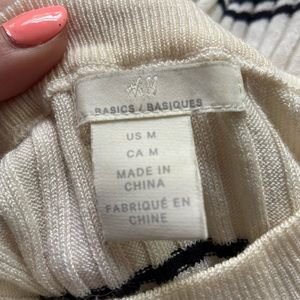 H&M
BASICS / BASIQUES
US M
CA M
MADE IN
CHINA
FABRIQUÉ EN
CHINE